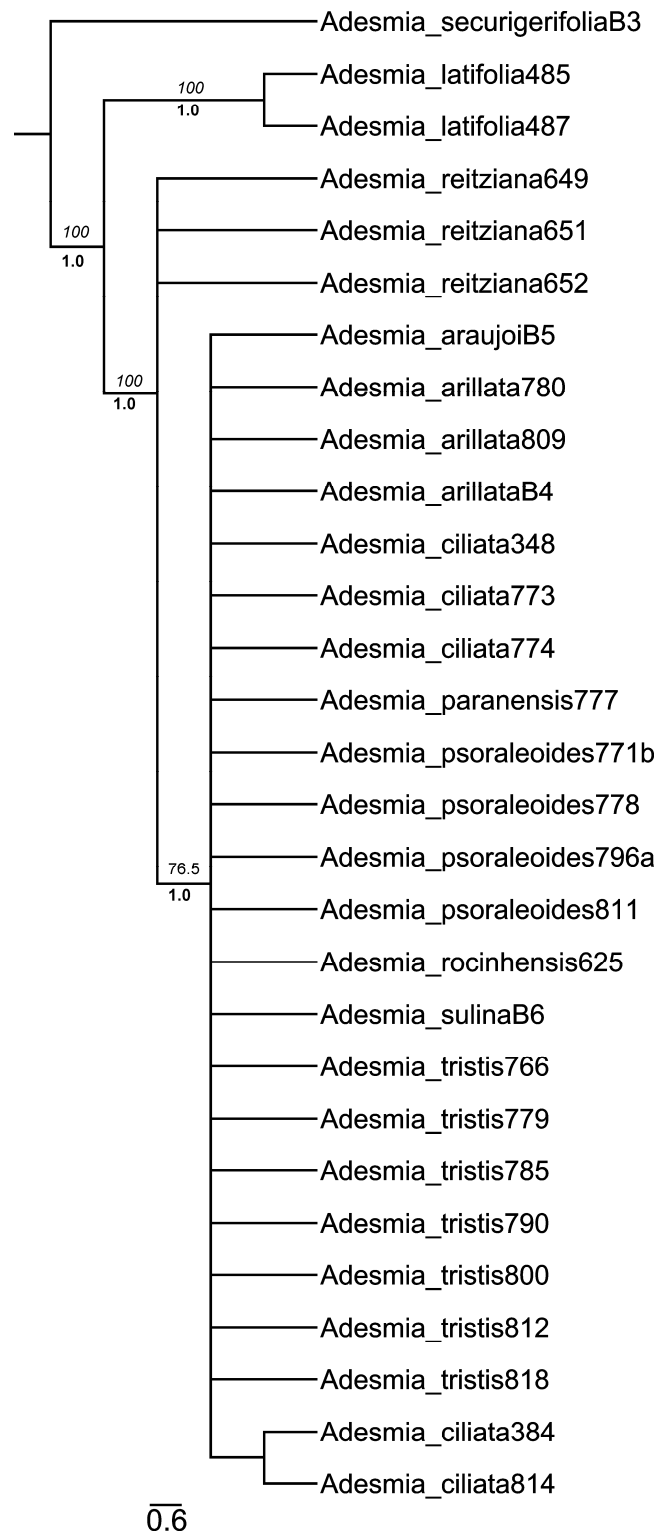 Adesmia_securigerifoliaB3
Adesmia_latifolia485
100
1.0
Adesmia_latifolia487
Adesmia_reitziana649
Adesmia_reitziana651
100
1.0
Adesmia_reitziana652
Adesmia_araujoiB5
100
1.0
Adesmia_arillata780
Adesmia_arillata809
Adesmia_arillataB4
Adesmia_ciliata348
Adesmia_ciliata773
Adesmia_ciliata774
Adesmia_paranensis777
Adesmia_psoraleoides771b
Adesmia_psoraleoides778
Adesmia_psoraleoides796a
76.5
1.0
Adesmia_psoraleoides811
Adesmia_rocinhensis625
Adesmia_sulinaB6
Adesmia_tristis766
Adesmia_tristis779
Adesmia_tristis785
Adesmia_tristis790
Adesmia_tristis800
Adesmia_tristis812
Adesmia_tristis818
Adesmia_ciliata384
Adesmia_ciliata814
0.6